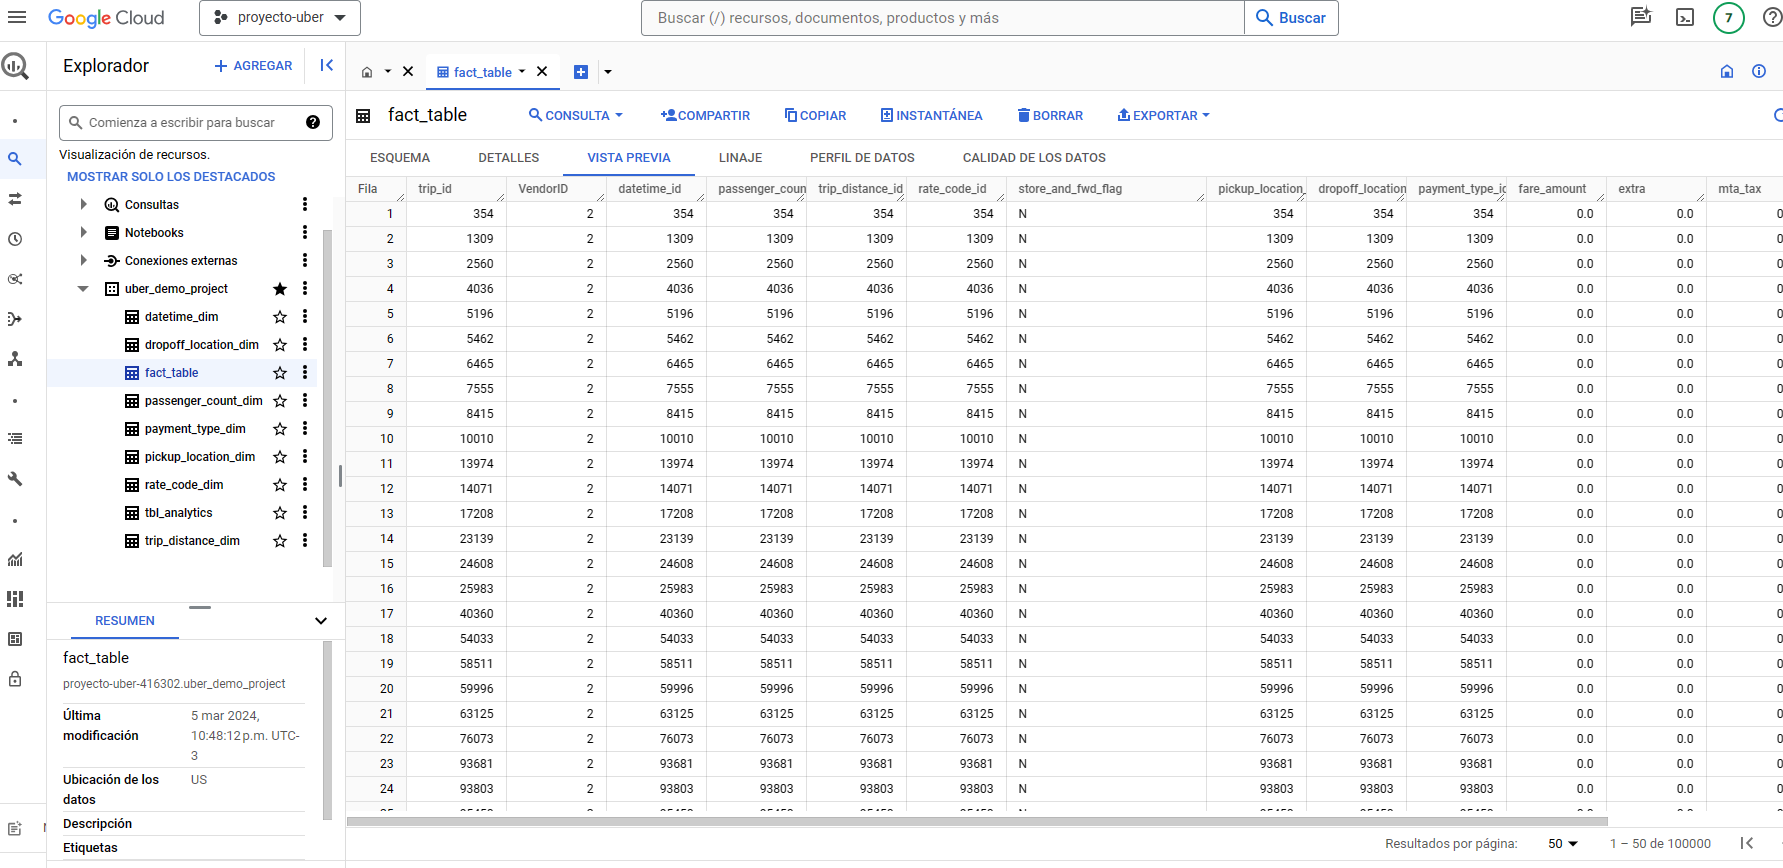 Google Cloud
proyecto-uber
Buscar (/) recursos, documentos, productos y más
Buscar
7
Explorador
AGREGAR
fact_table
Comienza a escribir para buscar
Visualización de recursos.
MOSTRAR SOLO LOS DESTACADOS
Consultas
Notebooks
Conexiones externas
uber_demo_project
datetime_dim
dropoff_location_dim
fact_table
passenger_count_dim
payment_type_dim
pickup_location_dim
rate_code_dim
tbl_analytics
trip_distance_dim
RESUMEN
fact_table
proyecto-uber-416302.uber_demo_project
Última modificación 5 mar 2024, 10:48:12 p.m. UTC-3
Ubicación de los datos US
Descripción
Etiquetas
fact_table CONSULTA COMPARTIR COPIAR INSTANTÁNEA BORRAR EXPORTAR
ESQUEMA DETALLES VISTA PREVIA LINAJE PERFIL DE DATOS CALIDAD DE LOS DATOS
Fila trip_id VendorID datetime_id passenger_coun trip_distance_id rate_code_id store_and_fwd_flag pickup_location_ dropoff_location payment_type_id fare_amount extra mta_tax
1 354 2 354 354 354 354 N 354 354 354 0.0 0.0 0
2 1309 2 1309 1309 1309 1309 N 1309 1309 1309 0.0 0.0 0
3 2560 2 2560 2560 2560 2560 N 2560 2560 2560 0.0 0.0 0
4 4036 2 4036 4036 4036 4036 N 4036 4036 4036 0.0 0.0 0
5 5196 2 5196 5196 5196 5196 N 5196 5196 5196 0.0 0.0 0
6 5462 2 5462 5462 5462 5462 N 5462 5462 5462 0.0 0.0 0
7 6465 2 6465 6465 6465 6465 N 6465 6465 6465 0.0 0.0 0
8 7555 2 7555 7555 7555 7555 N 7555 7555 7555 0.0 0.0 0
9 8415 2 8415 8415 8415 8415 N 8415 8415 8415 0.0 0.0 0
10 10010 2 10010 10010 10010 10010 N 10010 10010 10010 0.0 0.0 0
11 13974 2 13974 13974 13974 13974 N 13974 13974 13974 0.0 0.0 0
12 14071 2 14071 14071 14071 14071 N 14071 14071 14071 0.0 0.0 0
13 17208 2 17208 17208 17208 17208 N 17208 17208 17208 0.0 0.0 0
14 23139 2 23139 23139 23139 23139 N 23139 23139 23139 0.0 0.0 0
15 24608 2 24608 24608 24608 24608 N 24608 24608 24608 0.0 0.0 0
16 25983 2 25983 25983 25983 25983 N 25983 25983 25983 0.0 0.0 0
17 40360 2 40360 40360 40360 40360 N 40360 40360 40360 0.0 0.0 0
18 54033 2 54033 54033 54033 54033 N 54033 54033 54033 0.0 0.0 0
19 58511 2 58511 58511 58511 58511 N 58511 58511 58511 0.0 0.0 0
20 59996 2 59996 59996 59996 59996 N 59996 59996 59996 0.0 0.0 0
21 63125 2 63125 63125 63125 63125 N 63125 63125 63125 0.0 0.0 0
22 76073 2 76073 76073 76073 76073 N 76073 76073 76073 0.0 0.0 0
23 93681 2 93681 93681 93681 93681 N 93681 93681 93681 0.0 0.0 0
24 93803 2 93803 93803 93803 93803 N 93803 93803 93803 0.0 0.0 0
Resultados por página: 50 1 – 50 de 100000